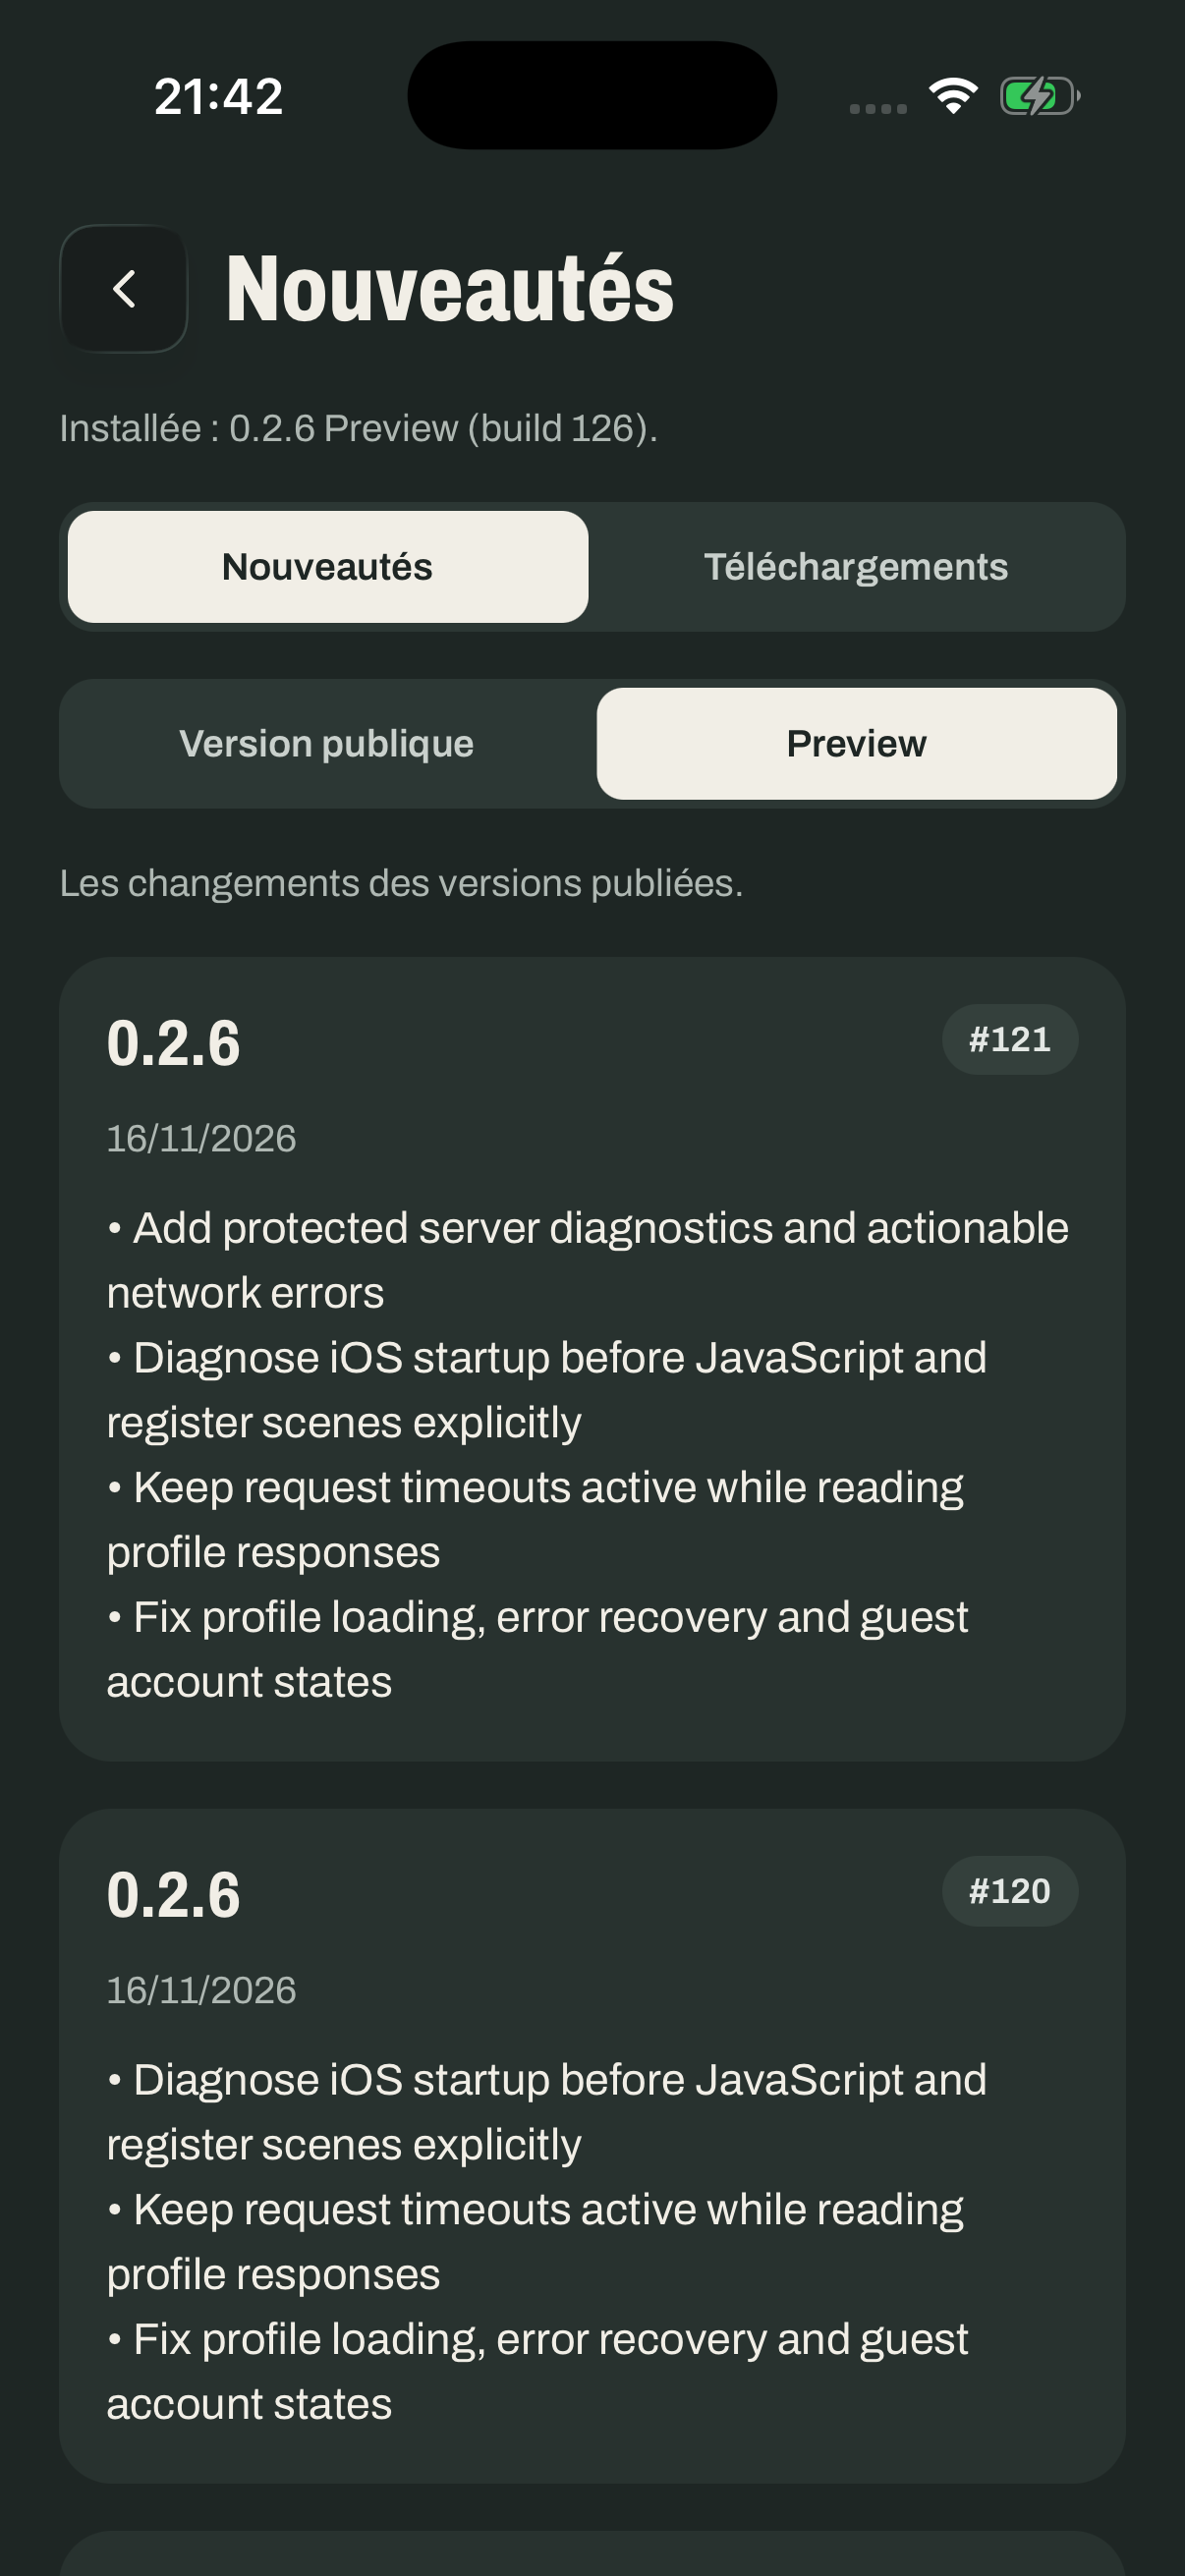 21:42
Nouveautés
Installée : 0.2.6 Preview (build 126).
Nouveautés
Téléchargements
Version publique
Preview
Les changements des versions publiées.
0.2.6
#121
16/11/2026
• Add protected server diagnostics and actionable
network errors
• Diagnose iOS startup before JavaScript and
register scenes explicitly
• Keep request timeouts active while reading
profile responses
• Fix profile loading, error recovery and guest
account states
0.2.6
#120
16/11/2026
• Diagnose iOS startup before JavaScript and
register scenes explicitly
• Keep request timeouts active while reading
profile responses
• Fix profile loading, error recovery and guest
account states